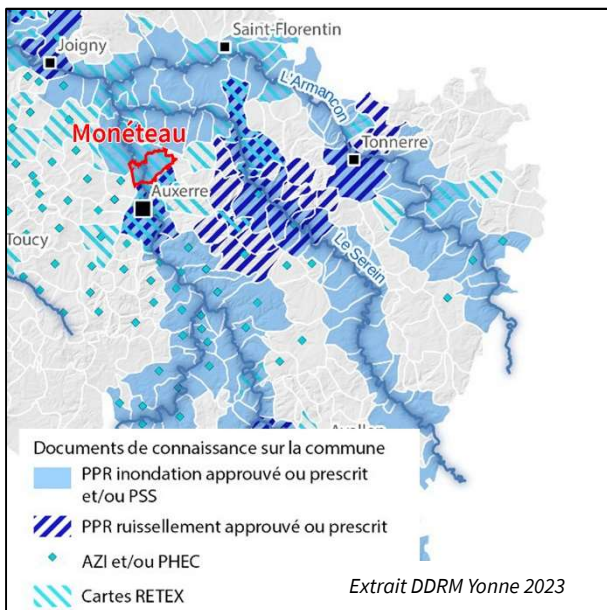 Joigny
Saint-Florentin
L'Armançon
Monéteau
Tonnerre
Auxerre
Toucy
Le Serein
Documents de connaissance sur la commune
PPR inondation approuvé ou prescrit
et/ou PSS
PPR ruissellement approuvé ou prescrit
AZI et/ou PHEC
Cartes RETEX
Extrait DDRM Yonne 2023